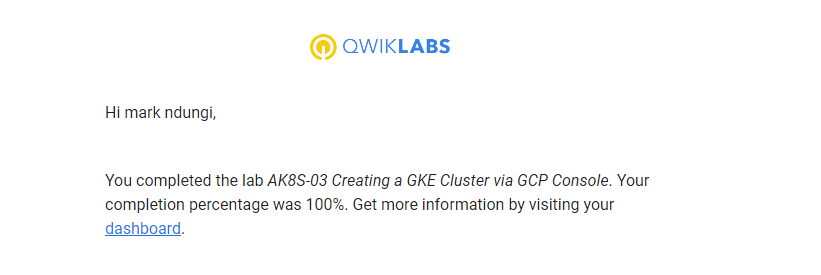 QWIKLABS
Hi mark ndungi,
You completed the lab AK8S-03 Creating a GKE Cluster via GCP Console. Your
completion percentage was 100%. Get more information by visiting your
dashboard.